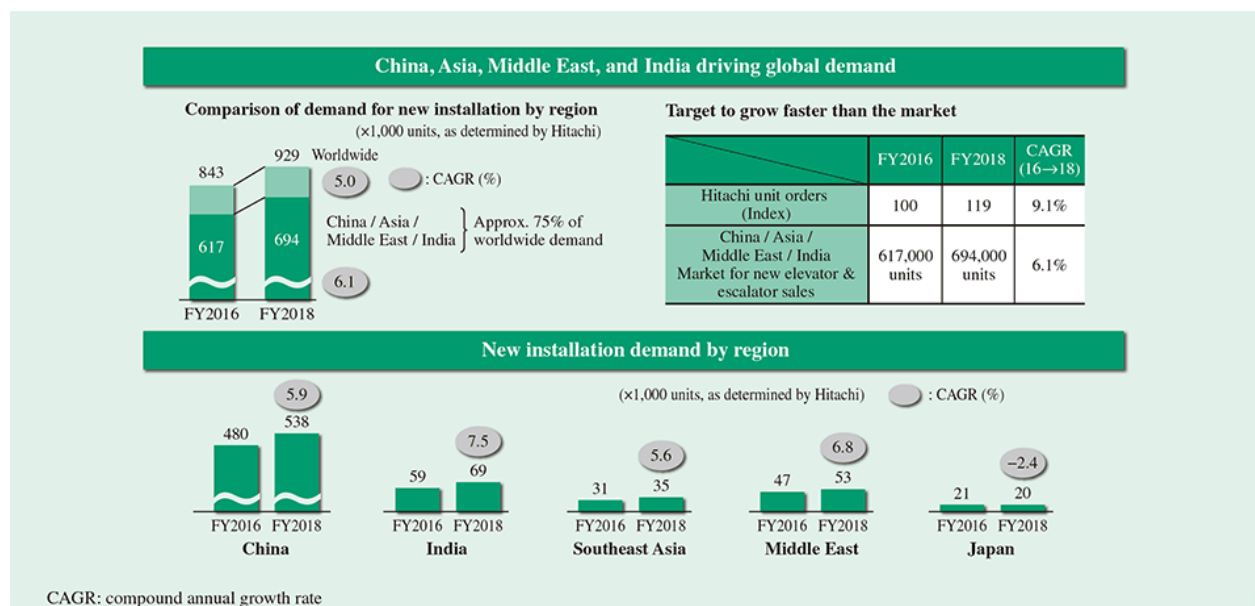 China, Asia, Middle East, and India driving global demand
Comparison of demand for new installation by region
(×1,000 units, as determined by Hitachi)
843
929
Worldwide
5.0
: CAGR (%)
617
694
China / Asia /
Middle East / India
Approx. 75% of
worldwide demand
6.1
FY2016
FY2018
Target to grow faster than the market
FY2016
FY2018
CAGR
(16→18)
Hitachi unit orders
(Index)
100
119
9.1%
China / Asia /
Middle East / India
Market for new elevator &
escalator sales
617,000
units
694,000
units
6.1%
New installation demand by region
(×1,000 units, as determined by Hitachi)
: CAGR (%)
5.9
480
538
FY2016
FY2018
China
7.5
59
69
FY2016
FY2018
India
5.6
31
35
FY2016
FY2018
Southeast Asia
6.8
47
53
FY2016
FY2018
Middle East
−2.4
21
20
FY2016
FY2018
Japan
CAGR: compound annual growth rate